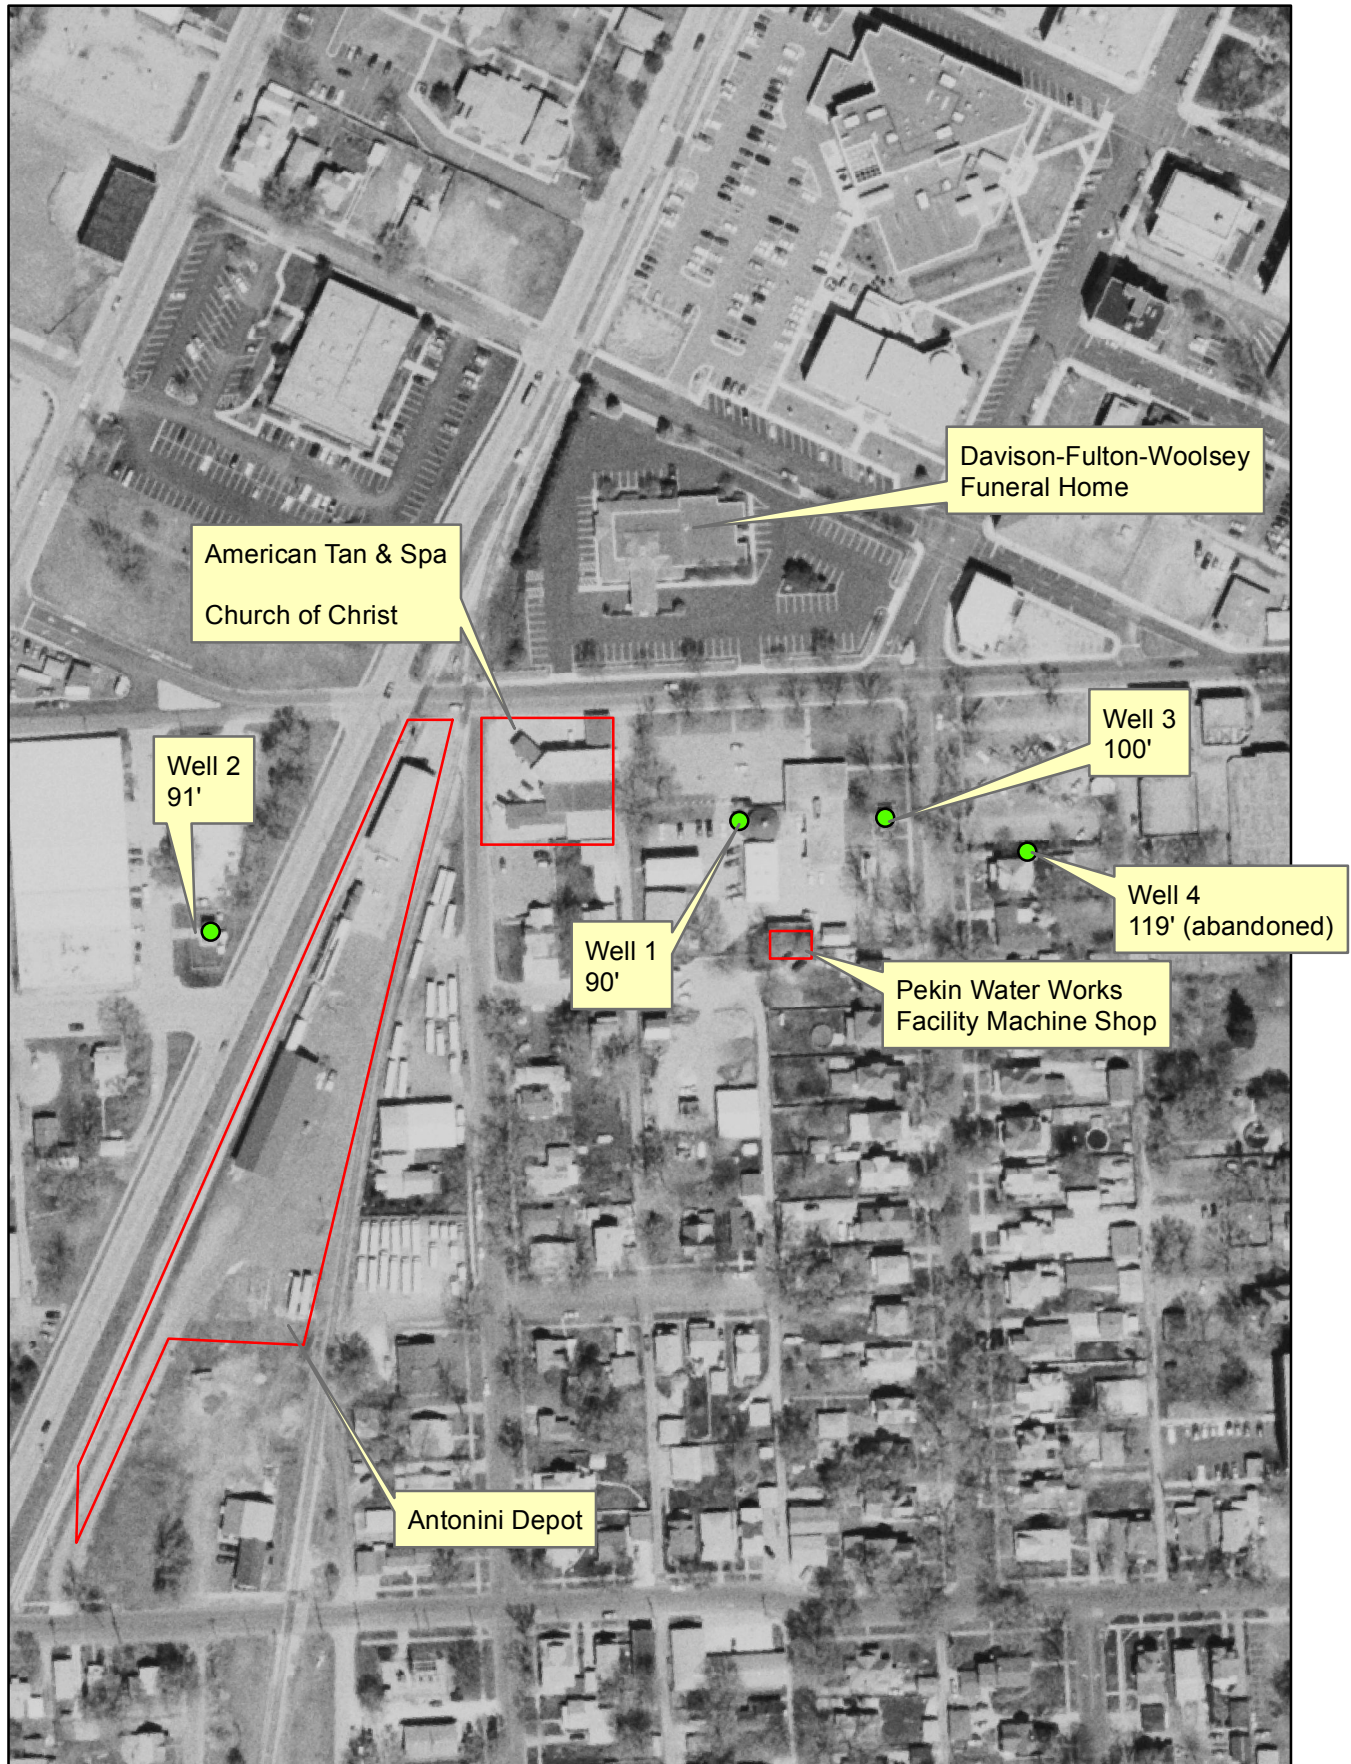 Davison-Fulton-Woolsey
Funeral Home
American Tan & Spa
Church of Christ
Well 3
100'
Well 2
91'
Well 4
119' (abandoned)
Well 1
90'
Pekin Water Works
Facility Machine Shop
Antonini Depot